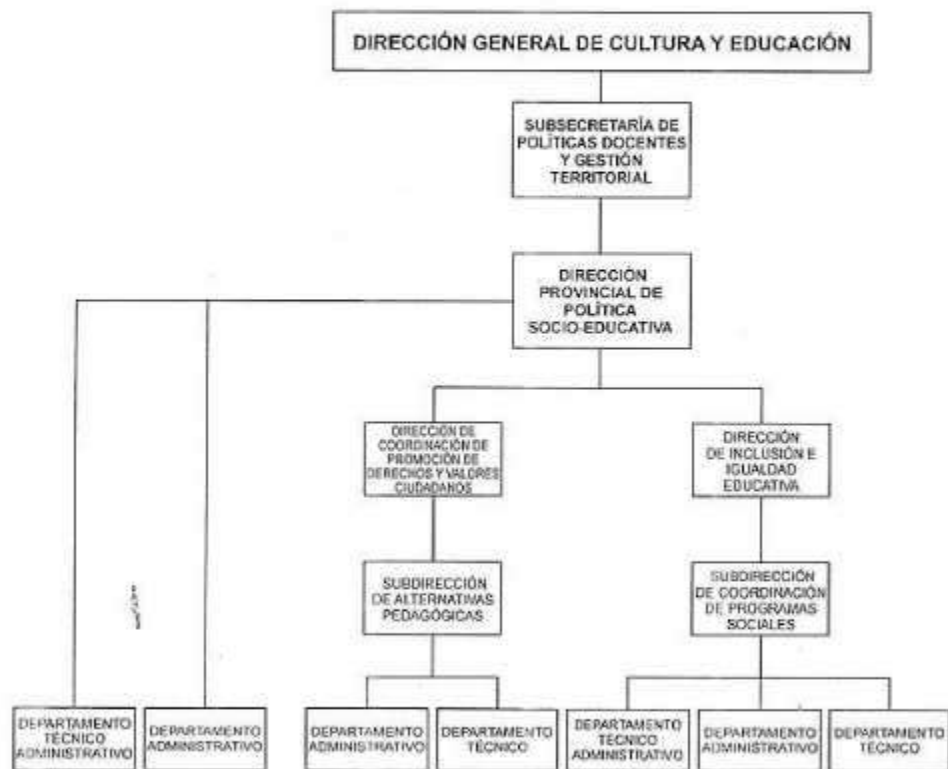 DIRECCIÓN GENERAL DE CULTURA Y EDUCACIÓN
SUBSECRETARÍA DE
POLÍTICAS DOCENTES
Y GESTIÓN
TERRITORIAL
DIRECCIÓN
PROVINCIAL DE
POLÍTICA
SOCIO-EDUCATIVA
DIRECCIÓN DE
COORDINACIÓN DE
PROMOCIÓN DE
DERECHOS Y VALORES
CIUDADANOS
DIRECCIÓN
DE INCLUSIÓN E
IGUALDAD
EDUCATIVA
SUBDIRECCIÓN
DE ALTERNATIVAS
PEDAGÓGICAS
SUBDIRECCIÓN
DE COORDINACIÓN
DE PROGRAMAS
SOCIALES
DEPARTAMENTO
TÉCNICO
ADMINISTRATIVO
DEPARTAMENTO
ADMINISTRATIVO
DEPARTAMENTO
ADMINISTRATIVO
DEPARTAMENTO
TÉCNICO
DEPARTAMENTO
TÉCNICO
ADMINISTRATIVO
DEPARTAMENTO
ADMINISTRATIVO
DEPARTAMENTO
TÉCNICO